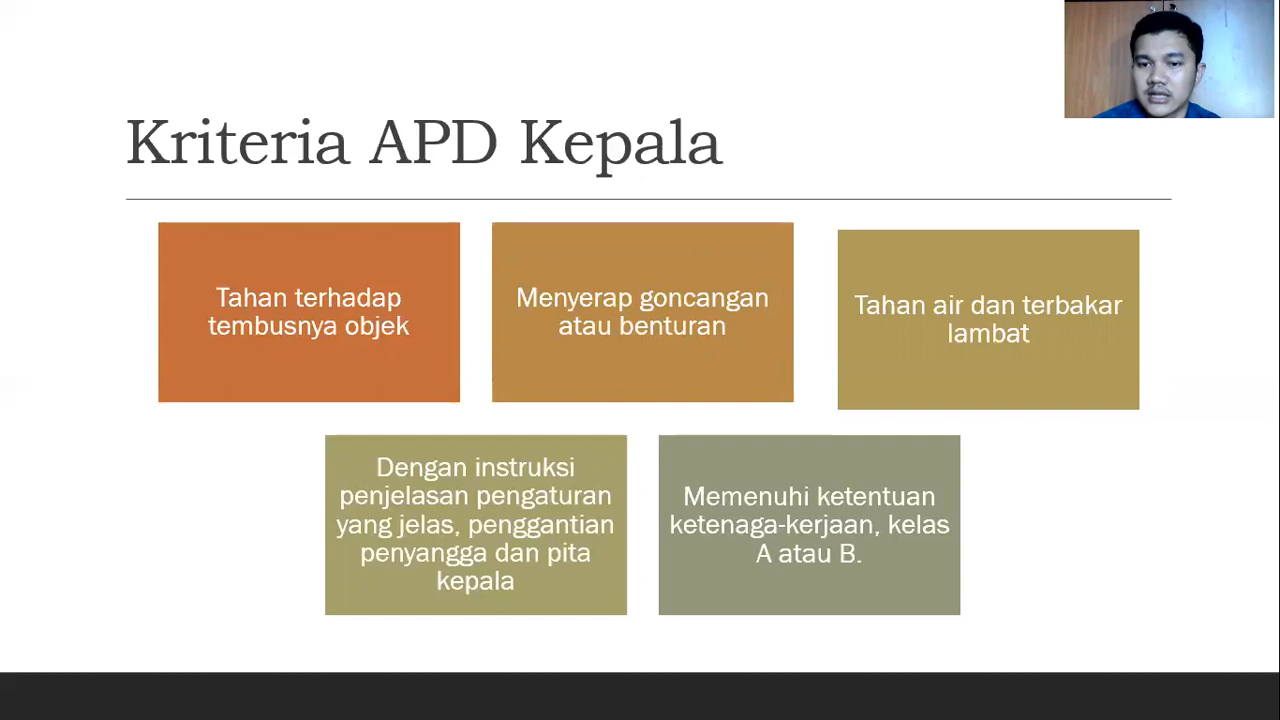 Kriteria APD Kepala
Tahan terhadap
tembusnya objek
Menyerap goncangan
atau benturan
Tahan air dan terbakar
lambat
Dengan instruksi
penjelasan pengaturan
yang jelas, penggantian
penyangga dan pita
kepala
Memenuhi ketentuan
ketenaga-kerjaan, kelas
A atau B.